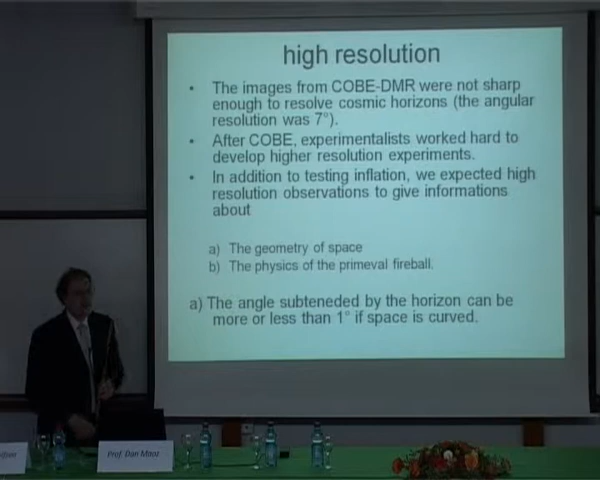 high resolution
• The images from COBE-DMR were not sharp
enough to resolve cosmic horizons (the angular
resolution was 7°).
• After COBE, experimentalists worked hard to
develop higher resolution experiments.
• In addition to testing inflation, we expected high
resolution observations to give informations
about
a) The geometry of space
b) The physics of the primeval fireball.
a) The angle subteneded by the horizon can be
more or less than 1° if space is curved.
Prof. Dan Maoz